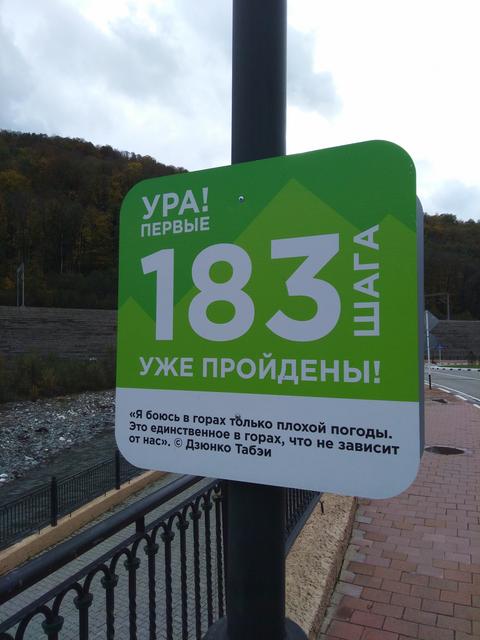 УРА!
ПЕРВЫЕ
183
ШАГА
УЖЕ ПРОЙДЕНЫ!
«Я боюсь в горах только плохой погоды.
Это единственное в горах, что не зависит
от нас». © Дзюнко Табэи